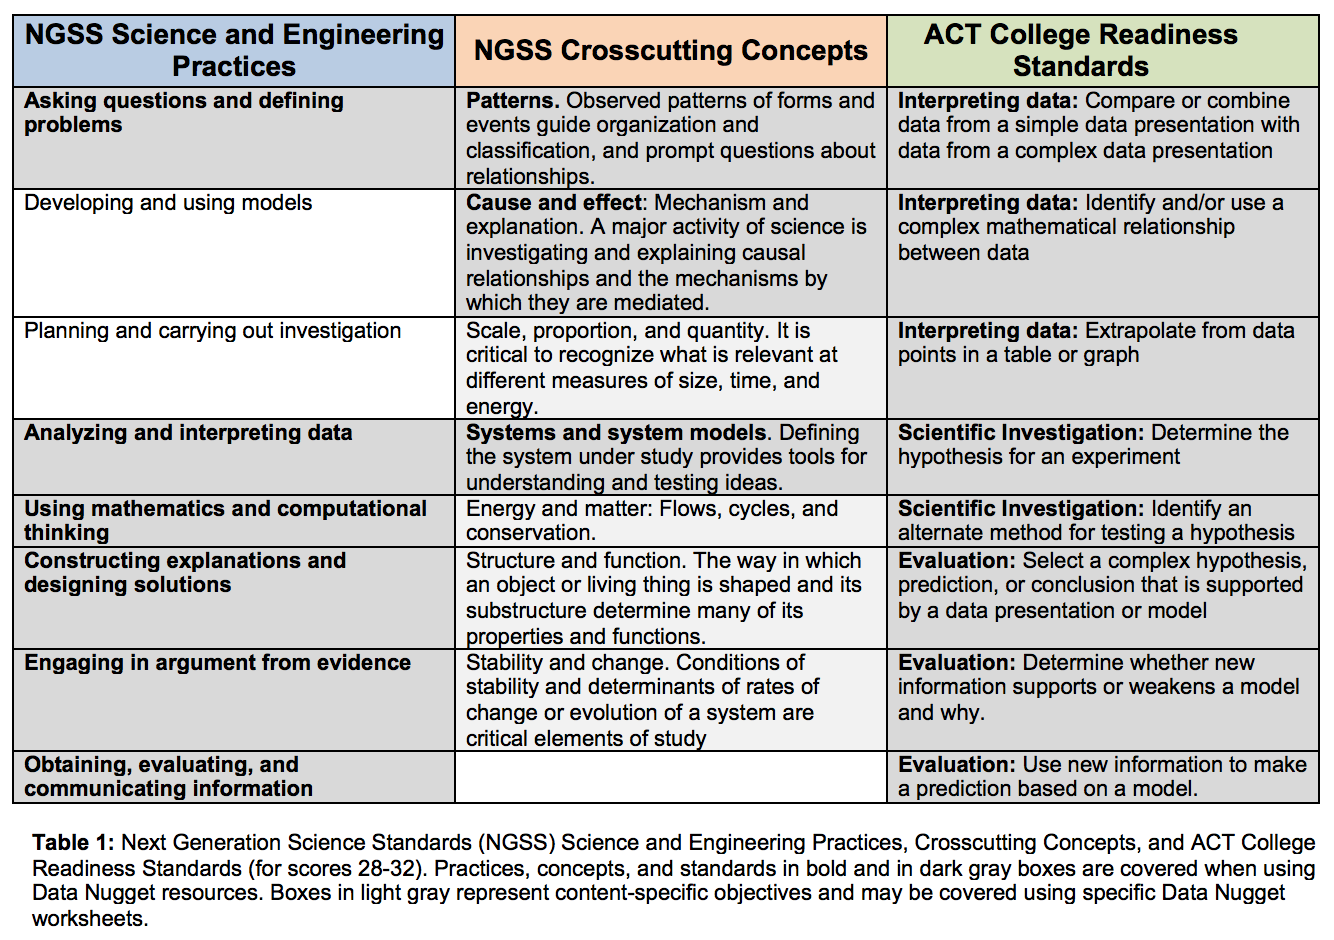 NGSS Science and Engineering
Practices
NGSS Crosscutting Concepts
ACT College Readiness
Standards
Asking questions and defining
problems
Patterns. Observed patterns of forms and
events guide organization and
classification, and prompt questions about
relationships.
Interpreting data: Compare or combine
data from a simple data presentation with
data from a complex data presentation
Developing and using models
Cause and effect: Mechanism and
explanation. A major activity of science is
investigating and explaining causal
relationships and the mechanisms by
which they are mediated.
Interpreting data: Identify and/or use a
complex mathematical relationship
between data
Planning and carrying out investigation
Scale, proportion, and quantity. It is
critical to recognize what is relevant at
different measures of size, time, and
energy.
Interpreting data: Extrapolate from data
points in a table or graph
Analyzing and interpreting data
Systems and system models. Defining
the system under study provides tools for
understanding and testing ideas.
Scientific Investigation: Determine the
hypothesis for an experiment
Using mathematics and computational
thinking
Energy and matter: Flows, cycles, and
conservation.
Scientific Investigation: Identify an
alternate method for testing a hypothesis
Constructing explanations and
designing solutions
Structure and function. The way in which
an object or living thing is shaped and its
substructure determine many of its
properties and functions.
Evaluation: Select a complex hypothesis,
prediction, or conclusion that is supported
by a data presentation or model
Engaging in argument from evidence
Stability and change. Conditions of
stability and determinants of rates of
change or evolution of a system are
critical elements of study
Evaluation: Determine whether new
information supports or weakens a model
and why.
Obtaining, evaluating, and
communicating information
Evaluation: Use new information to make
a prediction based on a model.
Table 1: Next Generation Science Standards (NGSS) Science and Engineering Practices, Crosscutting Concepts, and ACT College
Readiness Standards (for scores 28-32). Practices, concepts, and standards in bold and in dark gray boxes are covered when using
Data Nugget resources. Boxes in light gray represent content-specific objectives and may be covered using specific Data Nugget
worksheets.